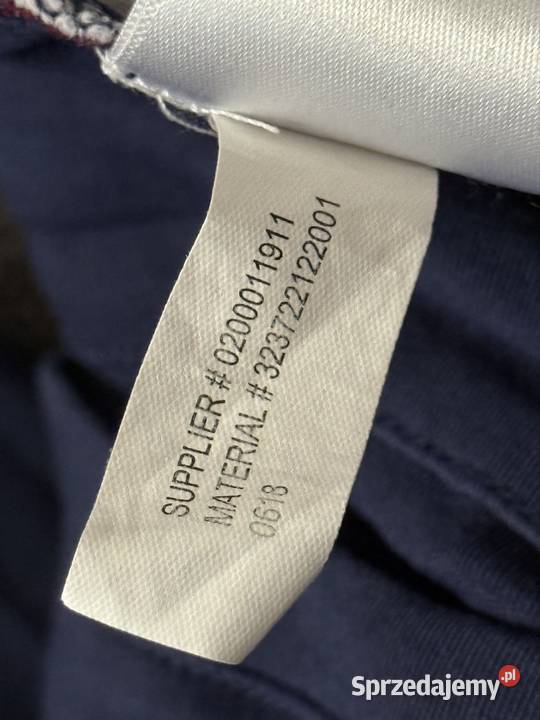 SUPPLIER # 0200011911
MATERIAL # 323722122001
0618
Sprzedajemy.pl